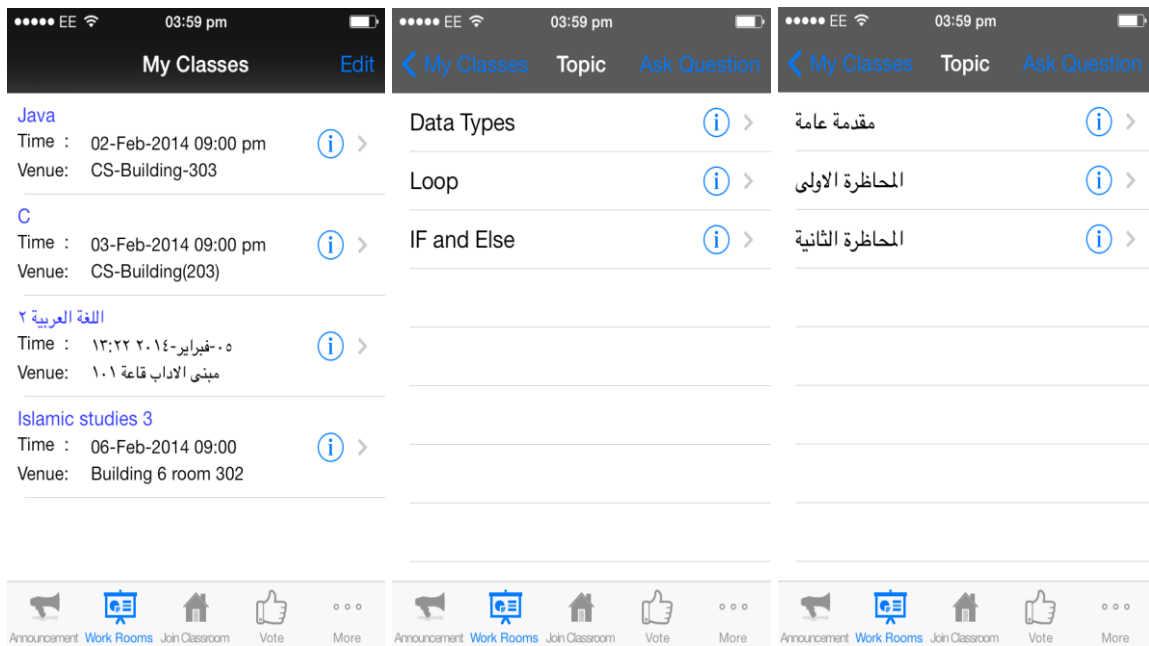 EE 03:59 pm
My Classes Edit
Java
Time : 02-Feb-2014 09:00 pm
Venue: CS-Building-303
C
Time : 03-Feb-2014 09:00 pm
Venue: CS-Building(203)
اللغة العربية ٢
Time : ٠٥-فبراير-٢٠١٤ ١٣:٢٢
Venue: مبنى الاداب قاعة ١٠١
Islamic studies 3
Time : 06-Feb-2014 09:00
Venue: Building 6 room 302
Announcement Work Rooms Join Classroom Vote More
EE 03:59 pm
My Classes Topic Ask Question
Data Types
Loop
IF and Else
Announcement Work Rooms Join Classroom Vote More
EE 03:59 pm
My Classes Topic Ask Question
مقدمة عامة
المحاظرة الاولى
المحاظرة الثانية
Announcement Work Rooms Join Classroom Vote More